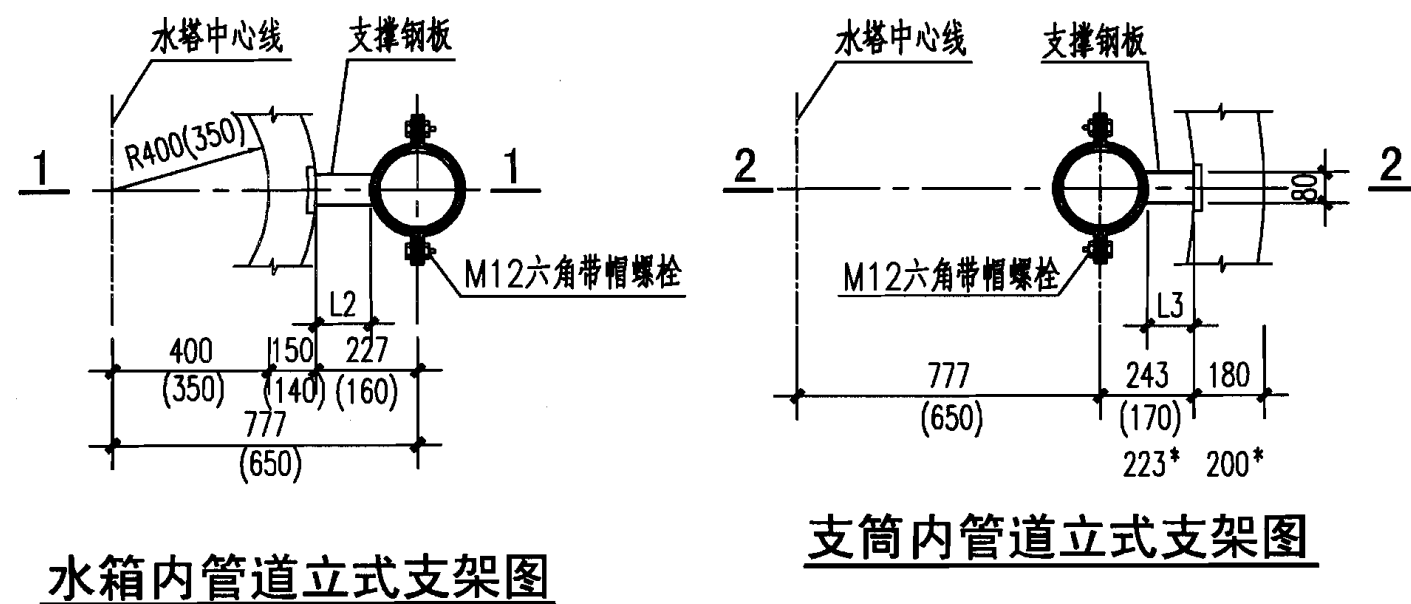 水塔中心线
支撑钢板
R400(350)
1
1
M12六角带帽螺栓
L2
400
150
227
(350)
(140)
(160)
777
(650)
水箱内管道立式支架图
水塔中心线
支撑钢板
2
2
80
M12六角带帽螺栓
L3
777
243
180
(650)
(170)
223*
200*
支筒内管道立式支架图